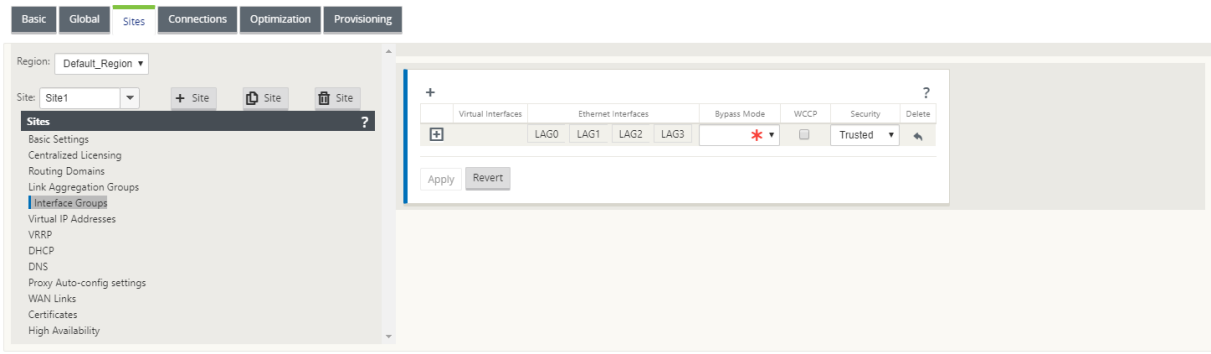 Basic Global Sites Connections Optimization Provisioning
Region: Default_Region
Site: Site1 + Site Site Site
Sites ?
Basic Settings
Centralized Licensing
Routing Domains
Link Aggregation Groups
Interface Groups
Virtual IP Addresses
VRRP
DHCP
DNS
Proxy Auto-config settings
WAN Links
Certificates
High Availability
+ ?
Virtual Interfaces Ethernet Interfaces Bypass Mode WCCP Security Delete
+ LAG0 LAG1 LAG2 LAG3 * Trusted
Apply Revert